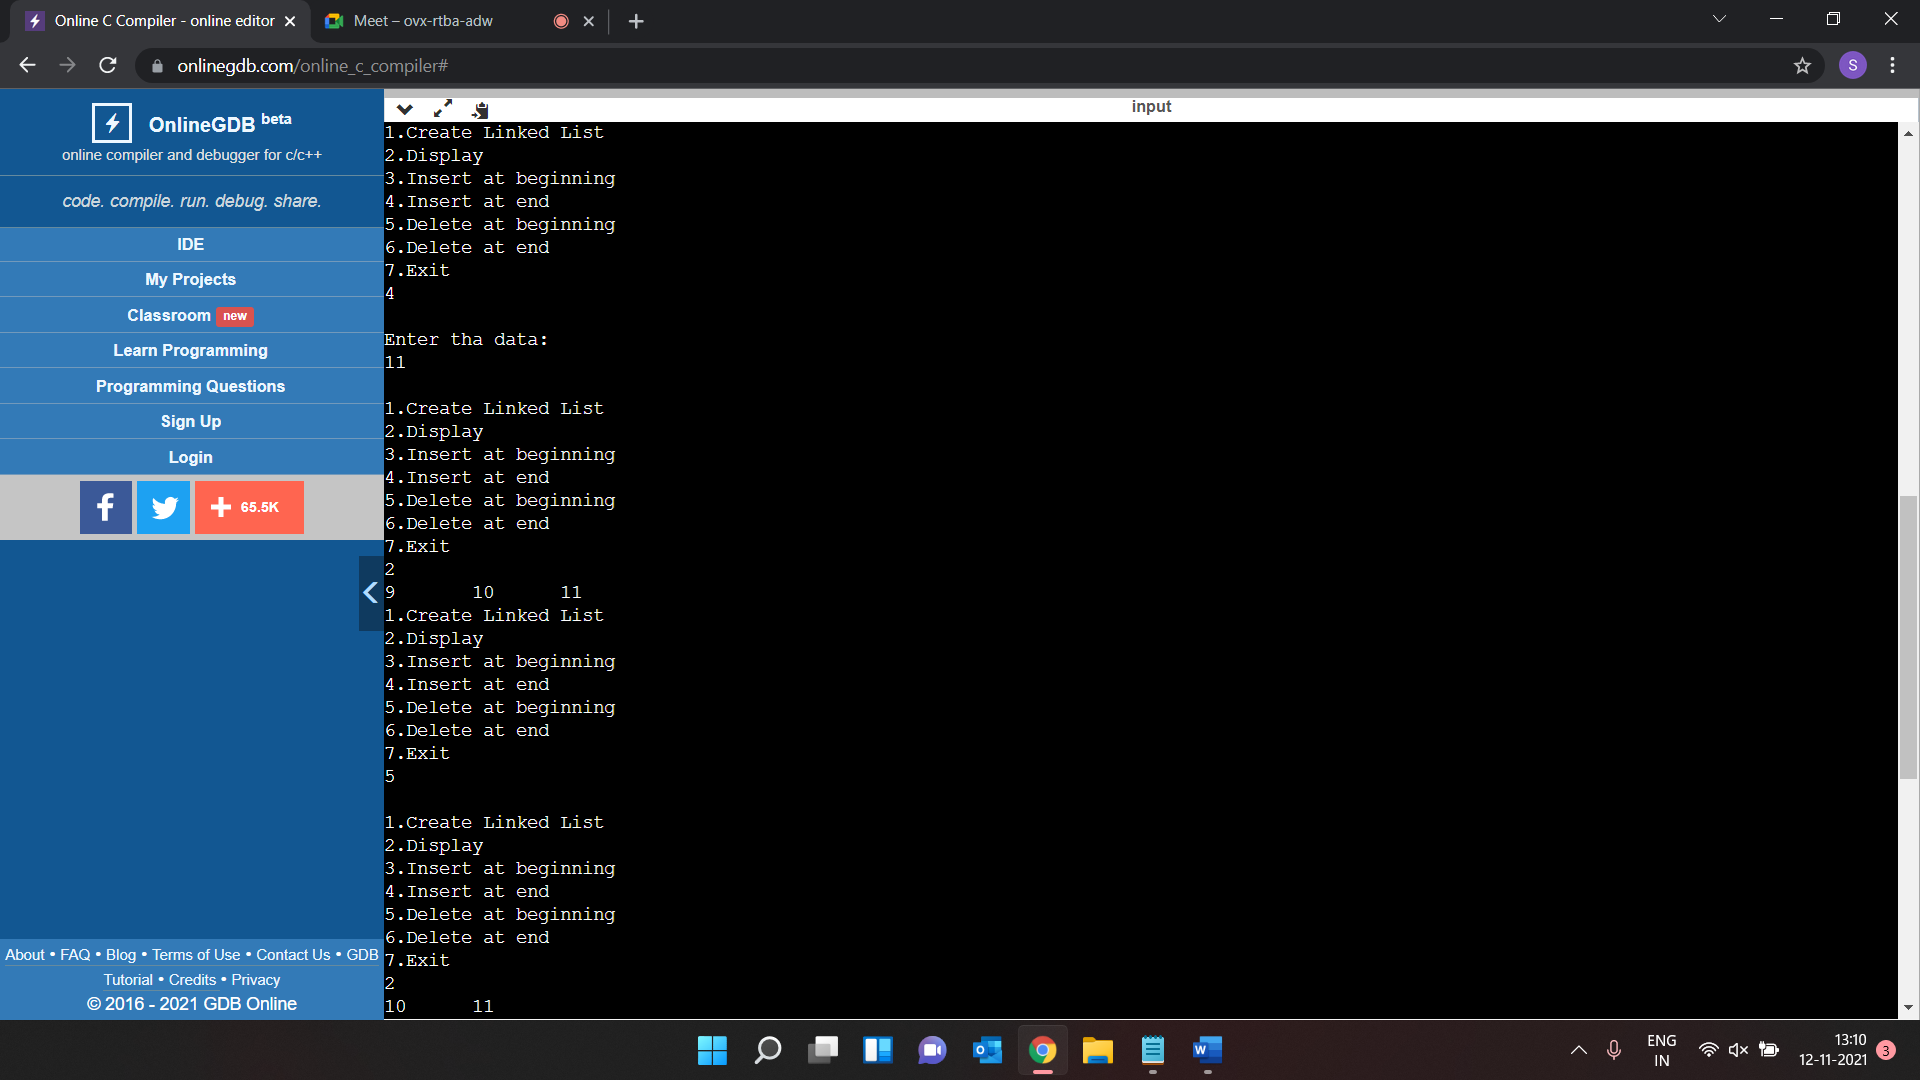 Online C Compiler - online editor
Meet – ovx-rtba-adw
onlinegdb.com/online_c_compiler#
S
OnlineGDB beta
online compiler and debugger for c/c++
code. compile. run. debug. share.
IDE
My Projects
Classroom new
Learn Programming
Programming Questions
Sign Up
Login
65.5K
About • FAQ • Blog • Terms of Use • Contact Us • GDB
Tutorial • Credits • Privacy
© 2016 - 2021 GDB Online
input
1.Create Linked List
2.Display
3.Insert at beginning
4.Insert at end
5.Delete at beginning
6.Delete at end
7.Exit
4
Enter tha data:
11
1.Create Linked List
2.Display
3.Insert at beginning
4.Insert at end
5.Delete at beginning
6.Delete at end
7.Exit
2
9 10 11
1.Create Linked List
2.Display
3.Insert at beginning
4.Insert at end
5.Delete at beginning
6.Delete at end
7.Exit
5
1.Create Linked List
2.Display
3.Insert at beginning
4.Insert at end
5.Delete at beginning
6.Delete at end
7.Exit
2
10 11
ENG
IN
13:10
12-11-2021
3